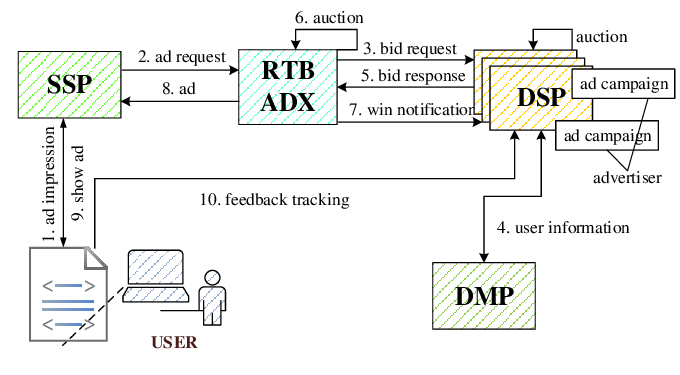 6. auction
2. ad request
3. bid request
auction
SSP
RTB
ADX
8. ad
5. bid response
DSP
ad campaign
7. win notification
ad campaign
1. ad impression
9. show ad
advertiser
10. feedback tracking
4. user information
< >
< >
DMP
USER